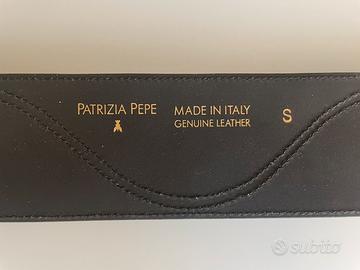 PATRIZIA PEPE
MADE IN ITALY
GENUINE LEATHER
S
subito